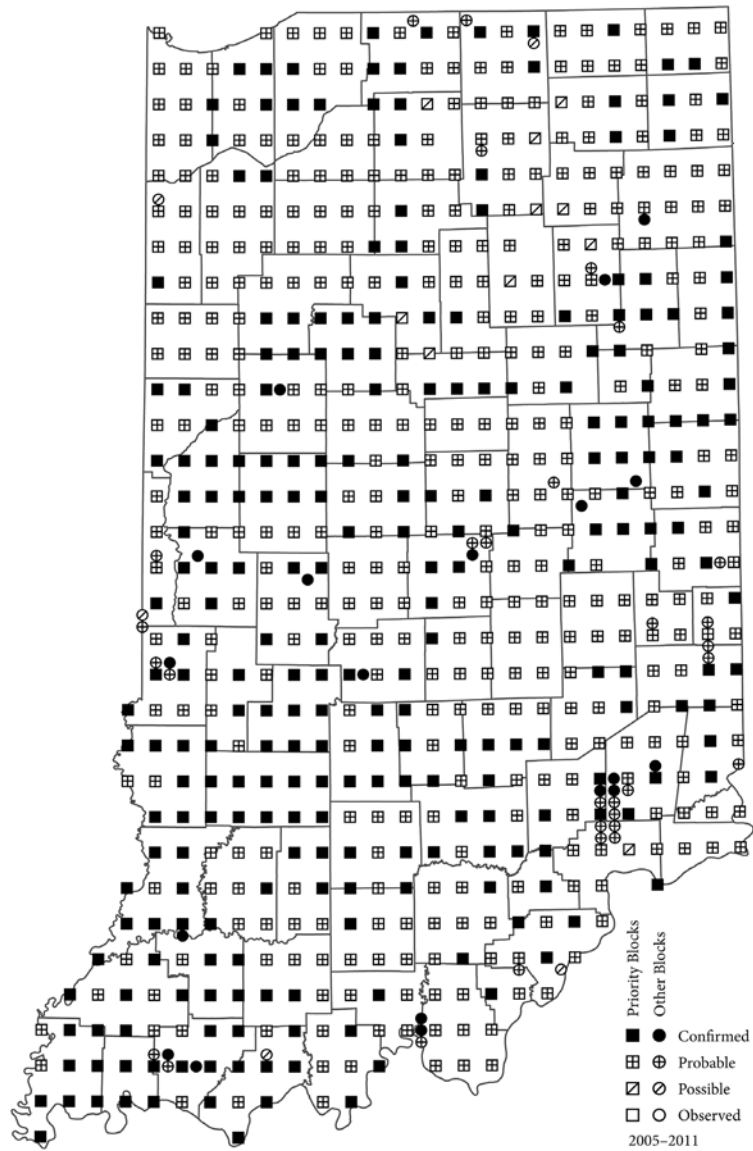 Priority Blocks
Other Blocks
Confirmed
Probable
Possible
Observed
2005–2011